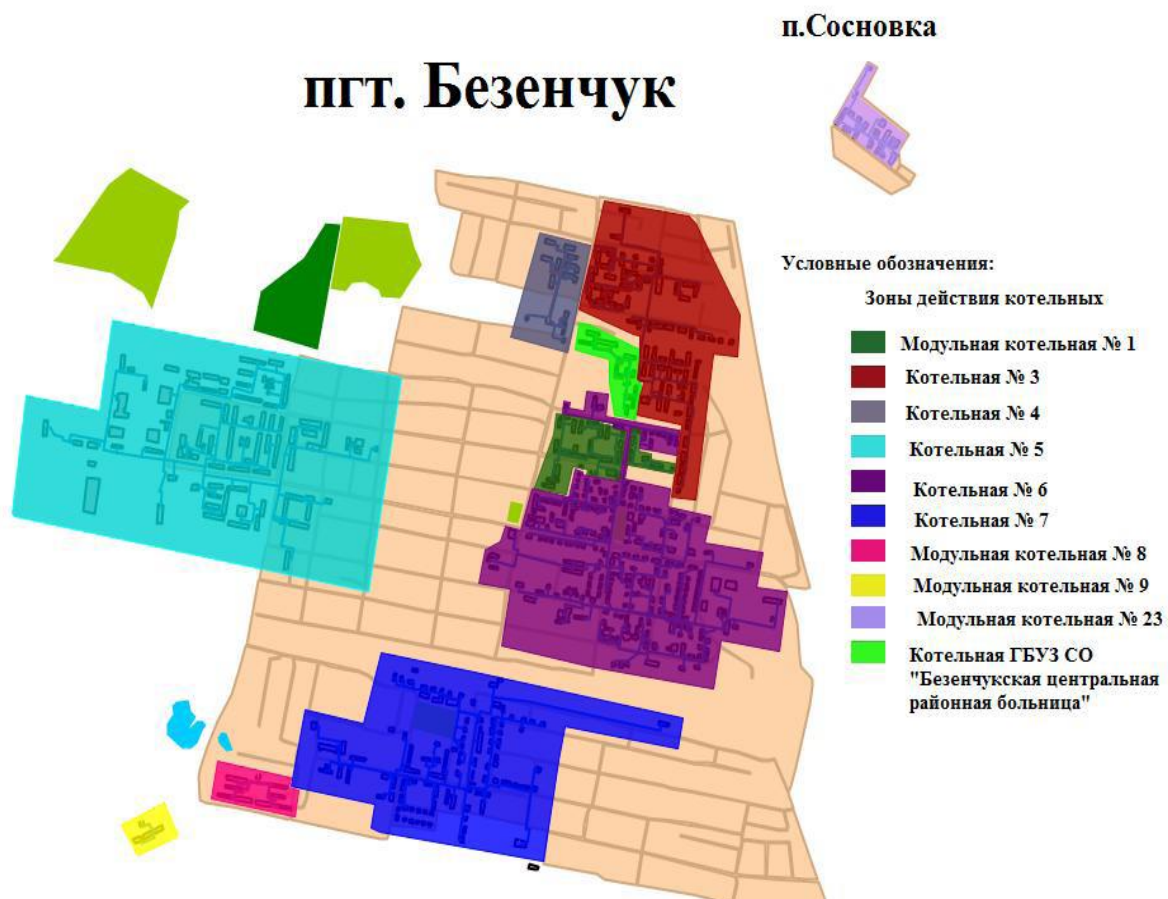 п.Сосновка
пгт. Безенчук
Условные обозначения:
Зоны действия котельных
Модульная котельная № 1
Котельная № 3
Котельная № 4
Котельная № 5
Котельная № 6
Котельная № 7
Модульная котельная № 8
Модульная котельная № 9
Модульная котельная № 23
Котельная ГБУЗ СО
"Безенчукская центральная
районная больница"